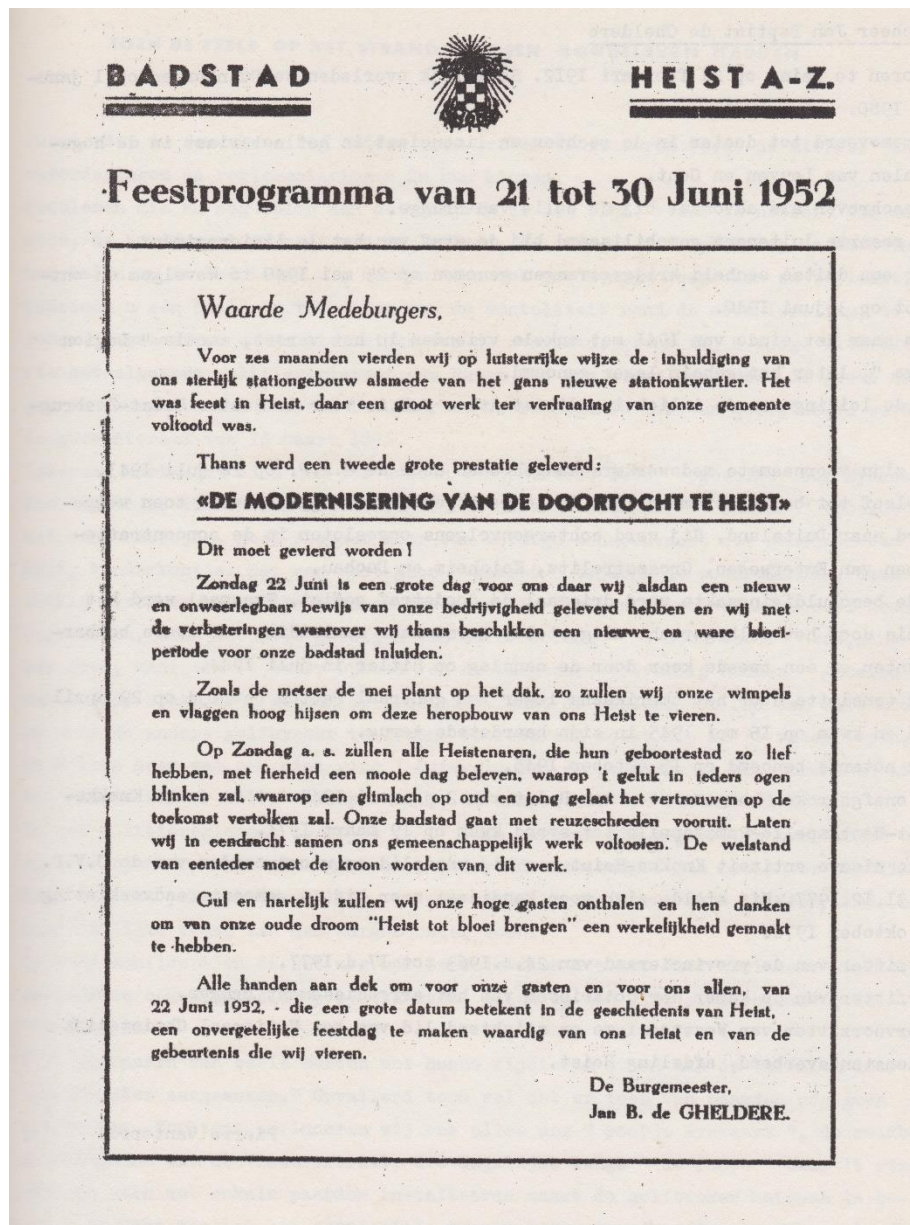 BADSTAD
HEIST A-Z.
Feestprogramma van 21 tot 30 Juni 1952
Waarde Medeburgers,
Voor zes maanden vierden wij op luisterrijke wijze de inhuldiging van
ons sierlijk stationgebouw alsmede van het gans nieuwe stationkwartier. Het
was feest in Heist, daar een groot werk ter verfraaiing van onze gemeente
voltooid was.
Thans werd een tweede grote prestatie geleverd:
«DE MODERNISERING VAN DE DOORTOCHT TE HEIST»
Dit moet gevierd worden!
Zondag 22 Juni is een grote dag voor ons daar wij alsdan een nieuw
en onweerlegbaar bewijs van onze bedrijvigheid geleverd hebben en wij met
de verbeteringen waarover wij thans beschikken een nieuwe en ware bloei-
periode voor onze badstad inluiden.
Zoals de metser de mei plant op het dak, zo zullen wij onze wimpels
en vlaggen hoog hijsen om deze heropbouw van ons Heist te vieren.
Op Zondag a. s. zullen alle Heistenaren, die hun geboortestad zo lief
hebben, met fierheid een mooie dag beleven, waarop 't geluk in ieders ogen
blinken zal, waarop een glimlach op oud en jong gelaat het vertrouwen op de
toekomst vertolken zal. Onze badstad gaat met reuzeschreden vooruit. Laten
wij in eendracht samen ons gemeenschappelijk werk voltooien. De welstand
van eenieder moet de kroon worden van dit werk.
Gul en hartelijk zullen wij onze hoge gasten onthalen en hen danken
om van onze oude droom "Heist tot bloei brengen" een werkelijkheid gemaakt
te hebben.
Alle handen aan dek om voor onze gasten en voor ons allen, van
22 Juni 1952, - die een grote datum betekent in de geschiedenis van Heist,
een onvergetelijke feestdag te maken waardig van ons Heist en van de
gebeurtenis die wij vieren.
De Burgemeester,
Jan B. de GHELDERE.